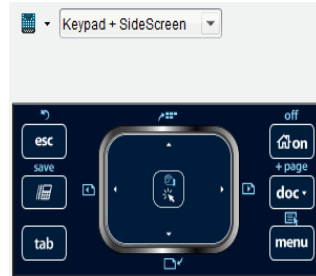 Keypad + SideScreen
off
esc
on
save
+ page
doc
tab
menu